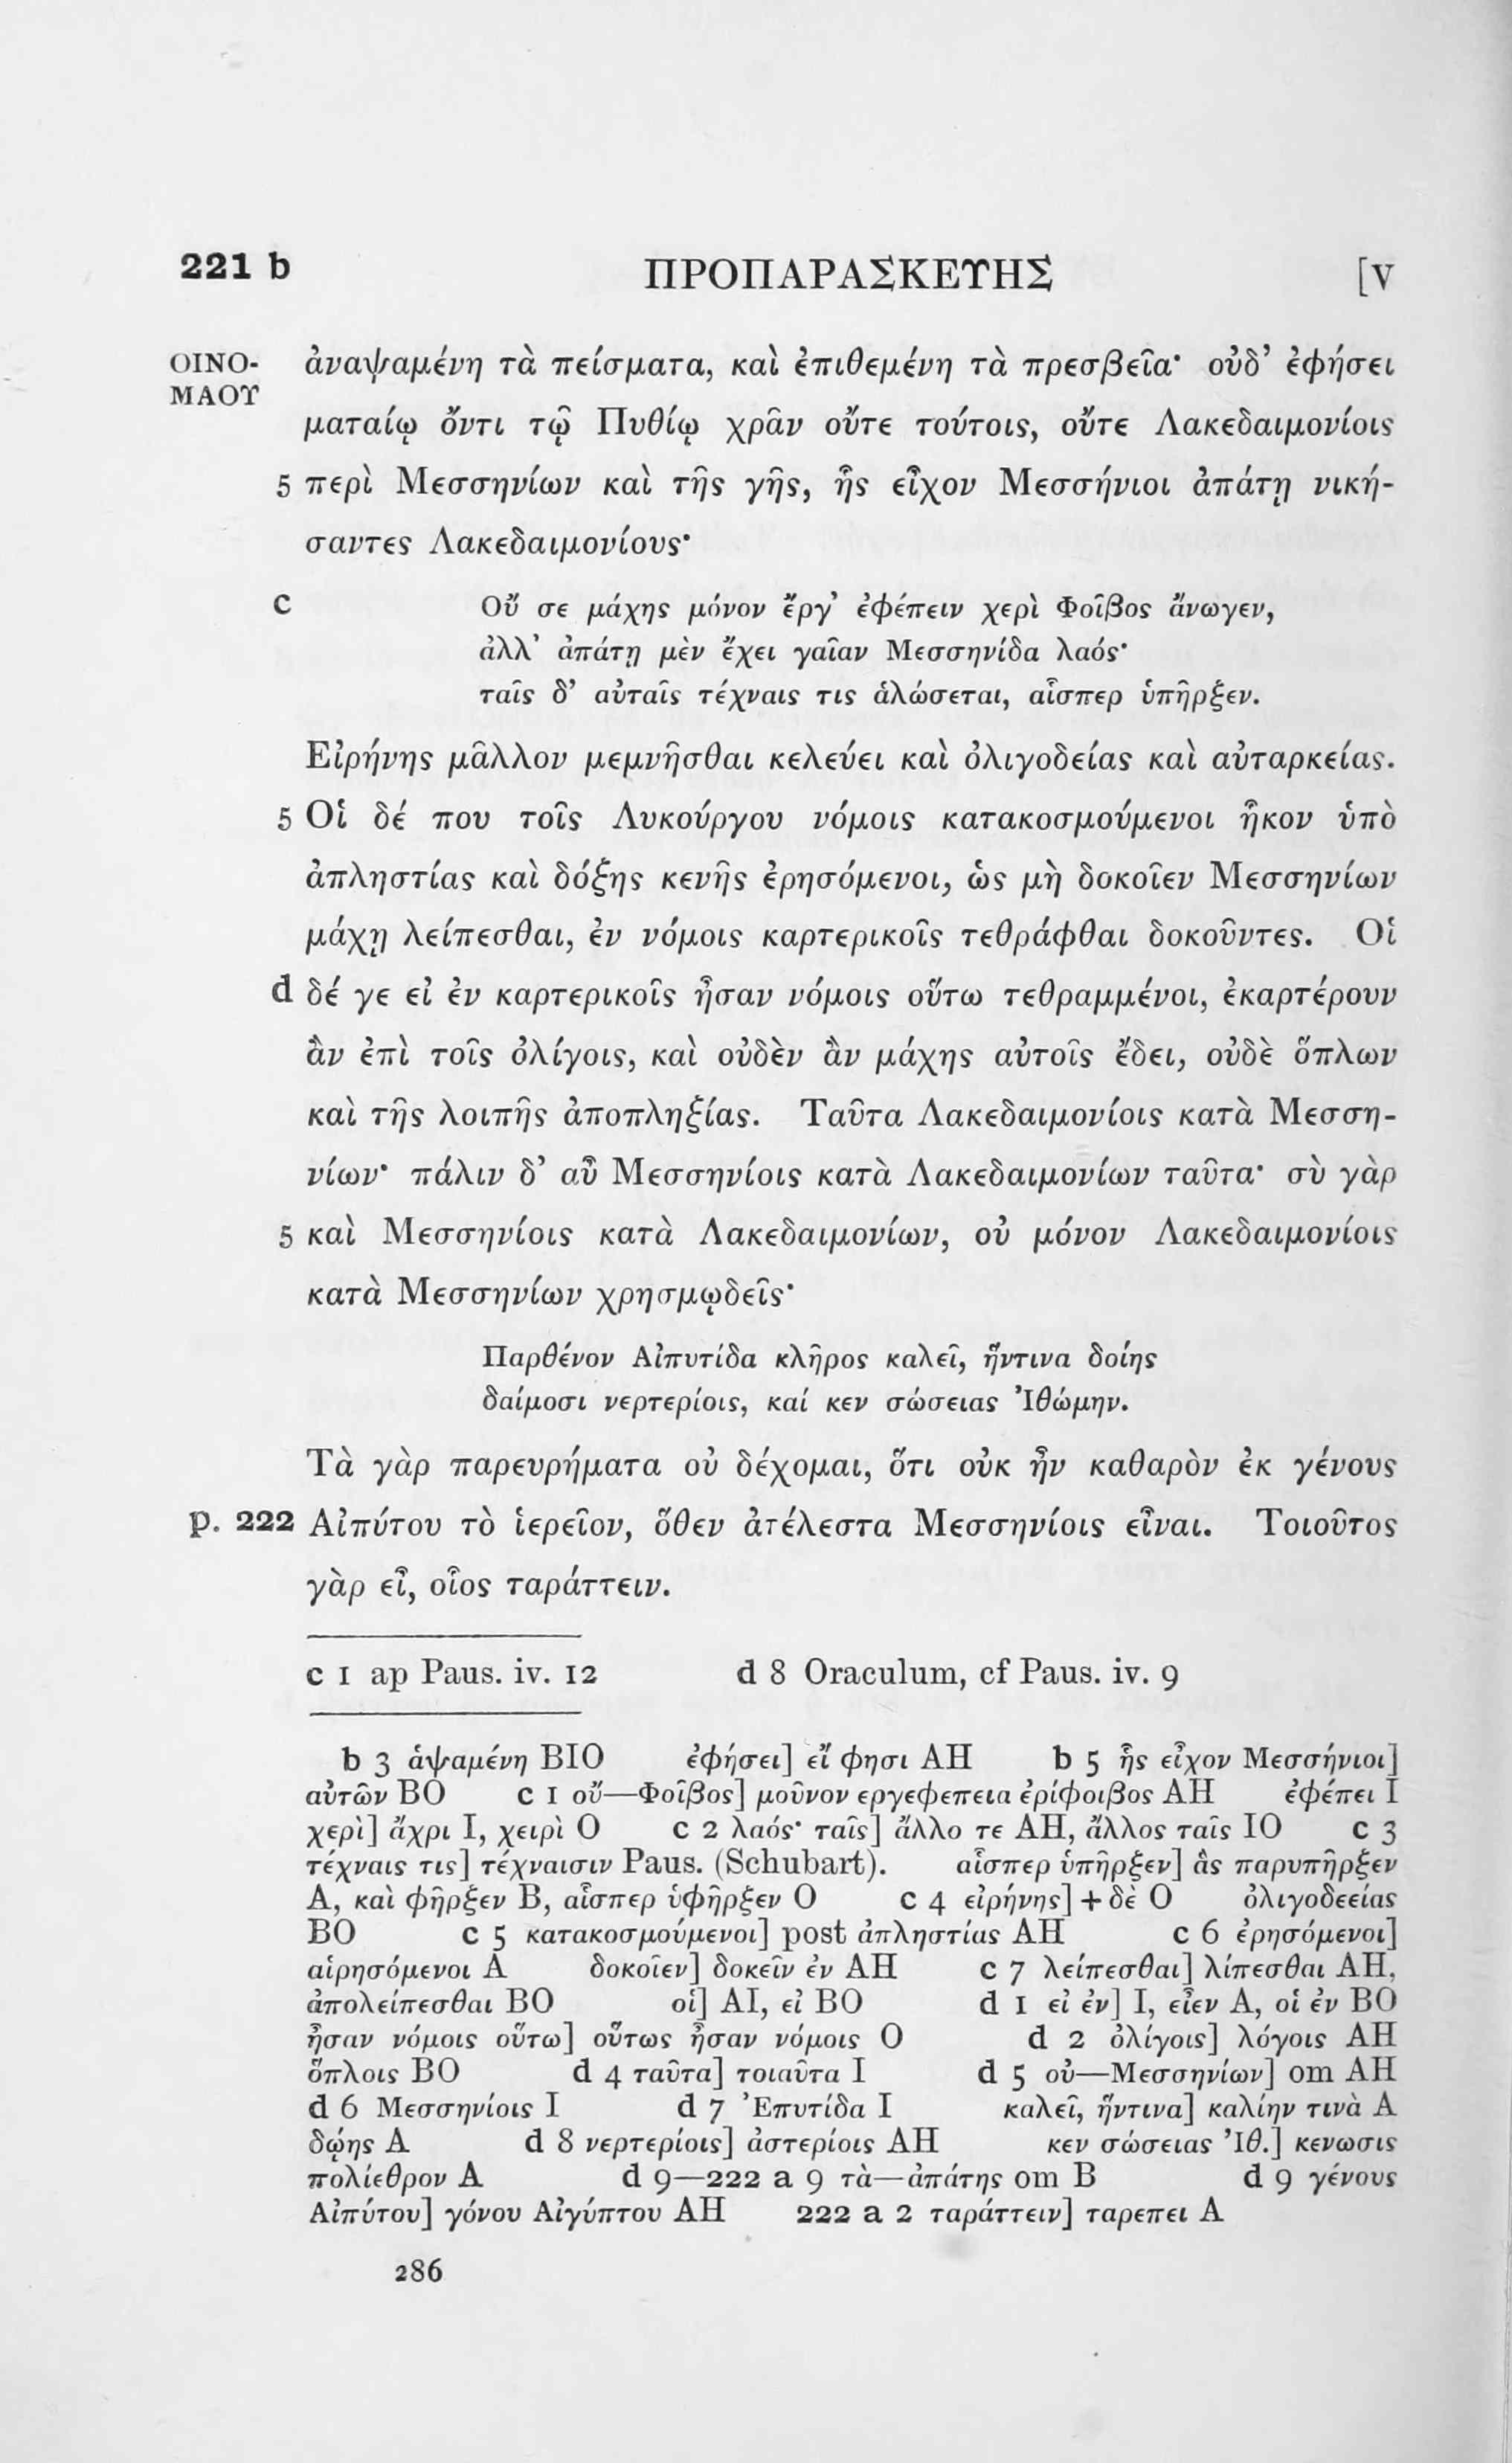 221 b ΠΡΟΠΑΡΑΣΚΕΥΗΣ [V
ΟΙΝΟ- ἀναψαμένη τὰ πείσματα, καὶ ἐπιθεμένη τὰ πρεσβεῖα· οὐδ’ ἐφήσει
ΜΑΟΥ
ματαίῳ ὄντι τῷ Πυθίῳ χρᾶν οὔτε τούτοις, οὔτε Λακεδαιμονίοις
5 περὶ Μεσσηνίων καὶ τῆς γῆς, ἧς εἶχον Μεσσήνιοι ἀπάτῃ νική-
σαντες Λακεδαιμονίους·
c Οὔ σε μάχης μόνον ἔργ’ ἐφέπειν χερὶ Φοῖβος ἄνωγεν,
ἀλλ’ ἀπάτῃ μὲν ἔχει γαῖαν Μεσσηνίδα λαός·
ταῖς δ’ αὐταῖς τέχναις τις ἁλώσεται, αἷσπερ ὑπῆρξεν.
Εἰρήνης μᾶλλον μεμνῆσθαι κελεύει καὶ ὀλιγοδείας καὶ αὐταρκείας.
5 Οἱ δέ που τοῖς Λυκούργου νόμοις κατακοσμούμενοι ἧκον ὑπὸ
ἀπληστίας καὶ δόξης κενῆς ἐρησόμενοι, ὡς μὴ δοκοῖεν Μεσσηνίων
μάχῃ λείπεσθαι, ἐν νόμοις καρτερικοῖς τεθράφθαι δοκοῦντες. Οἱ
d δέ γε εἰ ἐν καρτερικοῖς ἦσαν νόμοις οὕτω τεθραμμένοι, ἐκαρτέρουν
ἂν ἐπὶ τοῖς ὀλίγοις, καὶ οὐδὲν ἂν μάχης αὐτοῖς ἔδει, οὐδὲ ὅπλων
καὶ τῆς λοιπῆς ἀποπληξίας. Ταῦτα Λακεδαιμονίοις κατὰ Μεσση-
νίων· πάλιν δ’ αὖ Μεσσηνίοις κατὰ Λακεδαιμονίων ταῦτα· σὺ γὰρ
5 καὶ Μεσσηνίοις κατὰ Λακεδαιμονίων, οὐ μόνον Λακεδαιμονίοις
κατὰ Μεσσηνίων χρησμῳδεῖς·
Παρθένον Αἰπυτίδα κλῆρος καλεῖ, ἥντινα δοίης
δαίμοσι νερτερίοις, καί κεν σώσειας Ἰθώμην.
Τὰ γὰρ παρευρήματα οὐ δέχομαι, ὅτι οὐκ ἦν καθαρὸν ἐκ γένους
p. 222 Αἰπύτου τὸ ἱερεῖον, ὅθεν ἀτέλεστα Μεσσηνίοις εἶναι. Τοιοῦτος
γὰρ εἶ, οἷος ταράττειν.
c 1 ap Paus. iv. 12 d 8 Oraculum, cf Paus. iv. 9
b 3 ἁψαμένη BIO ἐφήσει] εἴ φησι AH b 5 ἧς εἶχον Μεσσήνιοι]
αὐτῶν BO c 1 οὔ—Φοῖβος] μοῦνον εργεφεπεια ἐρίφοιβος AH ἐφέπει I
χερὶ] ἄχρι I, χειρὶ O c 2 λαός· ταῖς] ἄλλο τε AH, ἄλλος ταῖς IO c 3
τέχναις τις] τέχναισιν Paus. (Schubart). αἷσπερ ὑπῆρξεν] ἃς παρυπῆρξεν
A, καὶ φῆρξεν B, αἷσπερ ὑφῆρξεν O c 4 εἰρήνης] + δὲ O ὀλιγοδεείας
BO c 5 κατακοσμούμενοι] post ἀπληστίας AH c 6 ἐρησόμενοι]
αἱρησόμενοι A δοκοῖεν] δοκεῖν ἐν AH c 7 λείπεσθαι] λίπεσθαι AH,
ἀπολείπεσθαι BO οἱ] AI, εἰ BO d 1 εἰ ἐν] I, εἶεν A, οἱ ἐν BO
ἦσαν νόμοις οὕτω] οὕτως ἦσαν νόμοις O d 2 ὀλίγοις] λόγοις AH
ὅπλοις BO d 4 ταῦτα] τοιαῦτα I d 5 οὐ—Μεσσηνίων] om AH
d 6 Μεσσηνίοις I d 7 Ἐπυτίδα I καλεῖ, ἥντινα] καλίην τινὰ A
δῴης A d 8 νερτερίοις] ἀστερίοις AH κεν σώσειας Ἰθ.] κενωσις
πολίεθρον A d 9—222 a 9 τὰ—ἀπάτης om B d 9 γένους
Αἰπύτου] γόνου Αἰγύπτου AH 222 a 2 ταράττειν] ταρεπει A
286